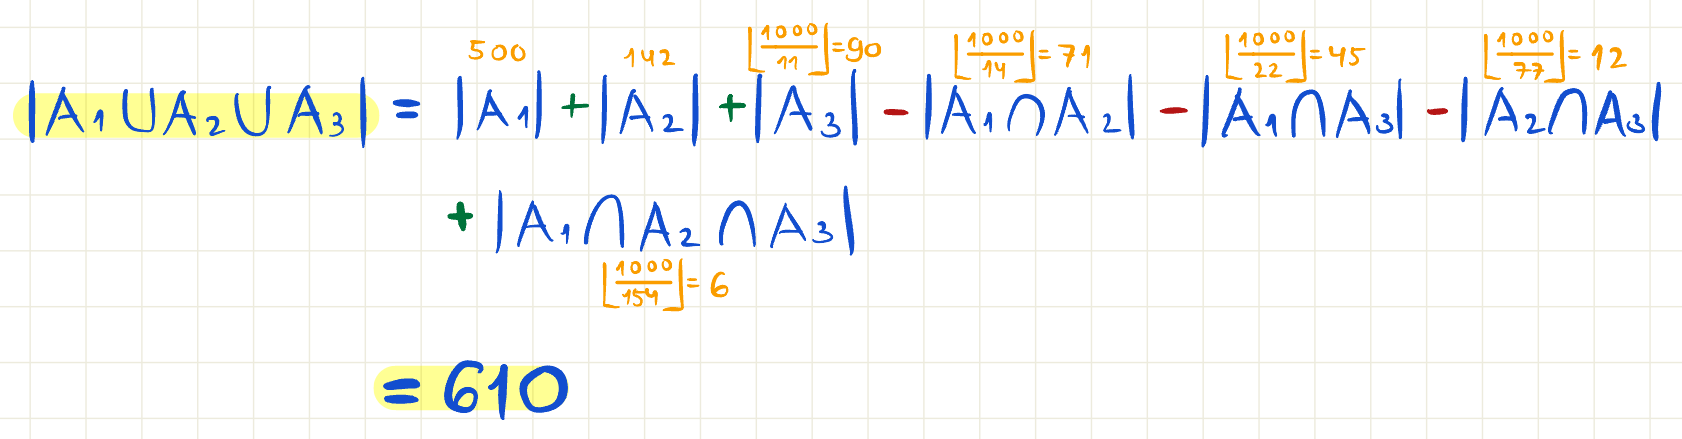 500 142 ⌊1000/11⌋=90 ⌊1000/14⌋=71 ⌊1000/22⌋=45 ⌊1000/77⌋=12
|A₁∪A₂∪A₃| = |A₁| + |A₂| + |A₃| - |A₁∩A₂| - |A₁∩A₃| - |A₂∩A₃|
+ |A₁∩A₂∩A₃|
⌊1000/154⌋=6
= 610